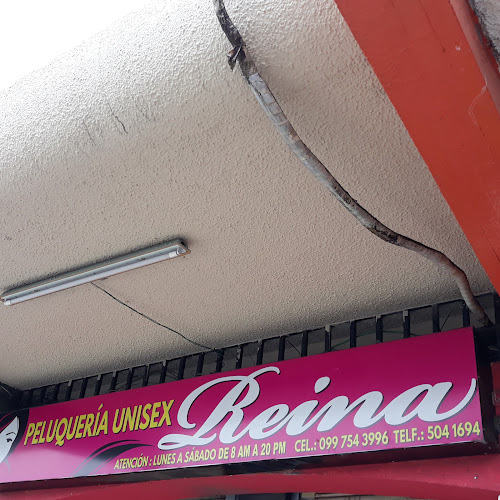 PELUQUERÍA UNISEX Reina
ATENCIÓN : LUNES A SÁBADO DE 8 AM A 20 PM CEL.: 099 754 3996 TELF.: 504 1694